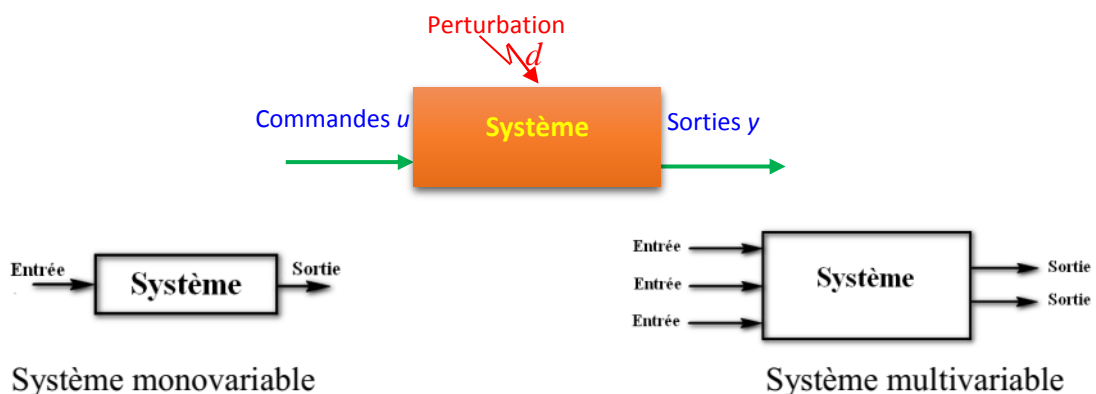 Perturbation
d
Commandes u
Système
Sorties y
Entrée
Système
Sortie
Entrée
Entrée
Entrée
Système
Sortie
Sortie
Système monovariable
Système multivariable